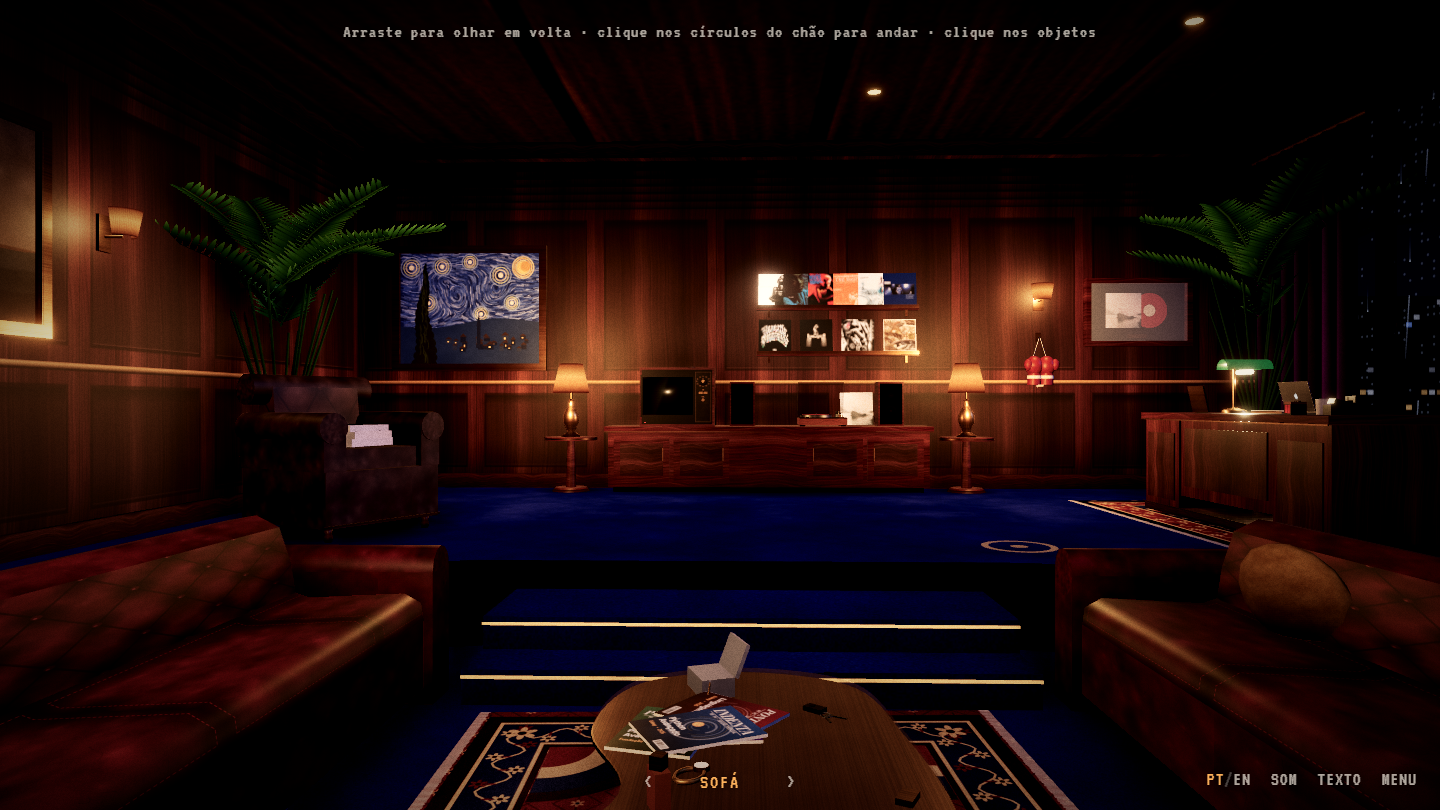 Arraste para olhar em volta · clique nos círculos do chão para andar · clique nos objetos
‹ SOFÁ ›
PT/EN SOM TEXTO MENU